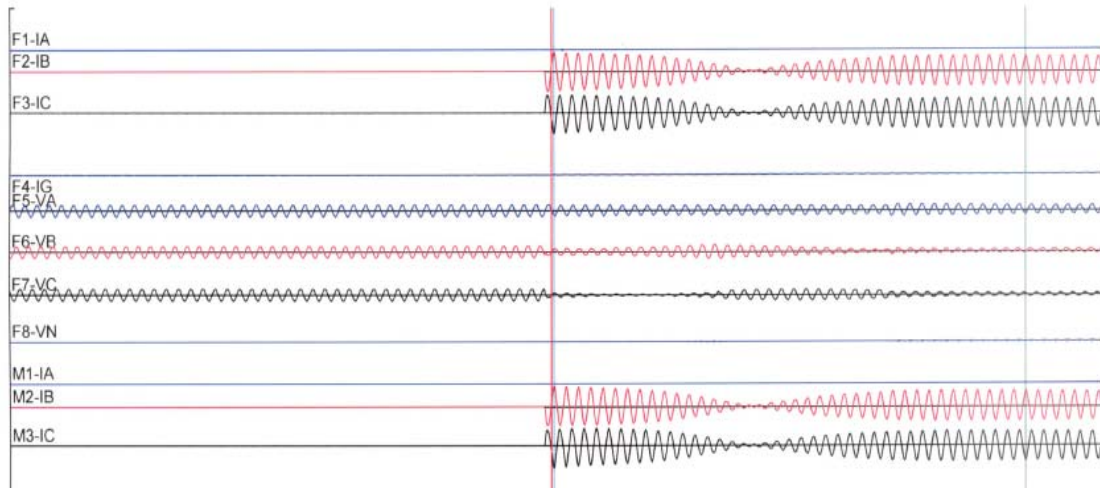 F1-IA
F2-IB
F3-IC
F4-IG
F5-VA
F6-VB
F7-VC
F8-VN
M1-IA
M2-IB
M3-IC